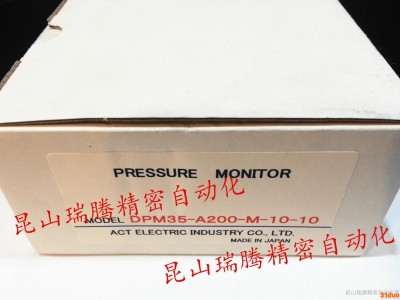 PRESSURE MONITOR
昆山瑞腾精密自动化
MODEL DPM35-A200-M-10-10
ACT ELECTRIC INDUSTRY CO., LTD.
MADE IN JAPAN
昆山瑞腾精密自动化
31duo